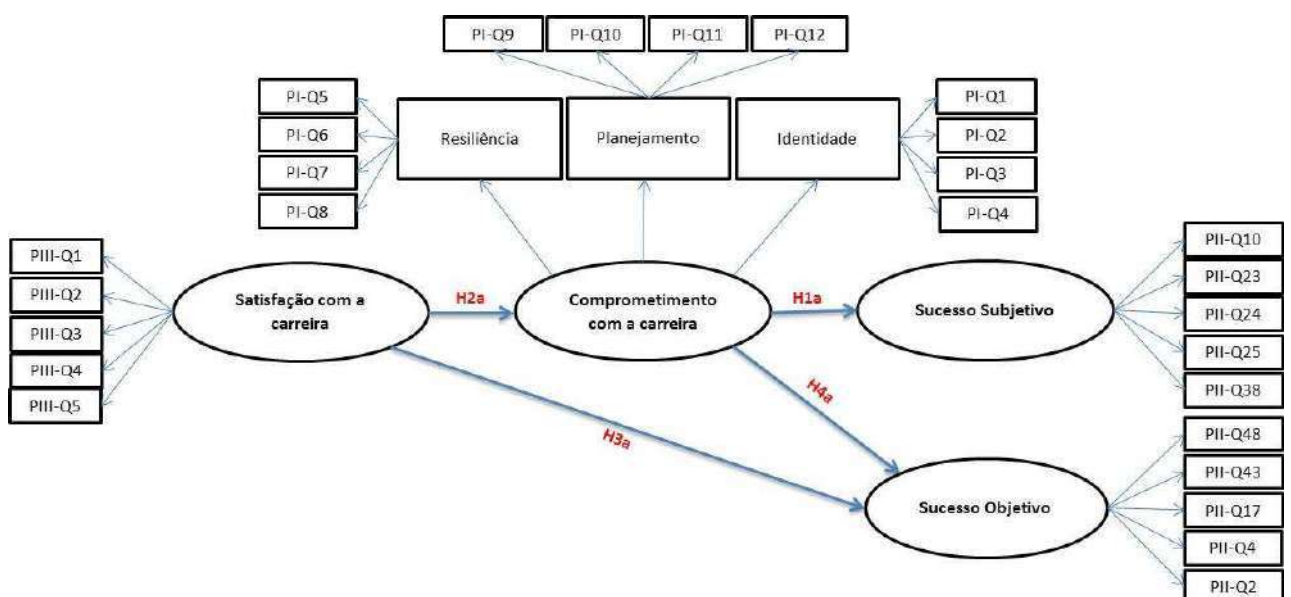 PI-Q9
PI-Q10
PI-Q11
PI-Q12
PI-Q5
PI-Q6
PI-Q7
PI-Q8
Resiliência
Planejamento
Identidade
PI-Q1
PI-Q2
PI-Q3
PI-Q4
PIII-Q1
PIII-Q2
PIII-Q3
PIII-Q4
PIII-Q5
Satisfação com a
carreira
H2a
Comprometimento
com a carreira
H1a
Sucesso Subjetivo
PII-Q10
PII-Q23
PII-Q24
PII-Q25
PII-Q38
H3a
H4a
Sucesso Objetivo
PII-Q48
PII-Q43
PII-Q17
PII-Q4
PII-Q2